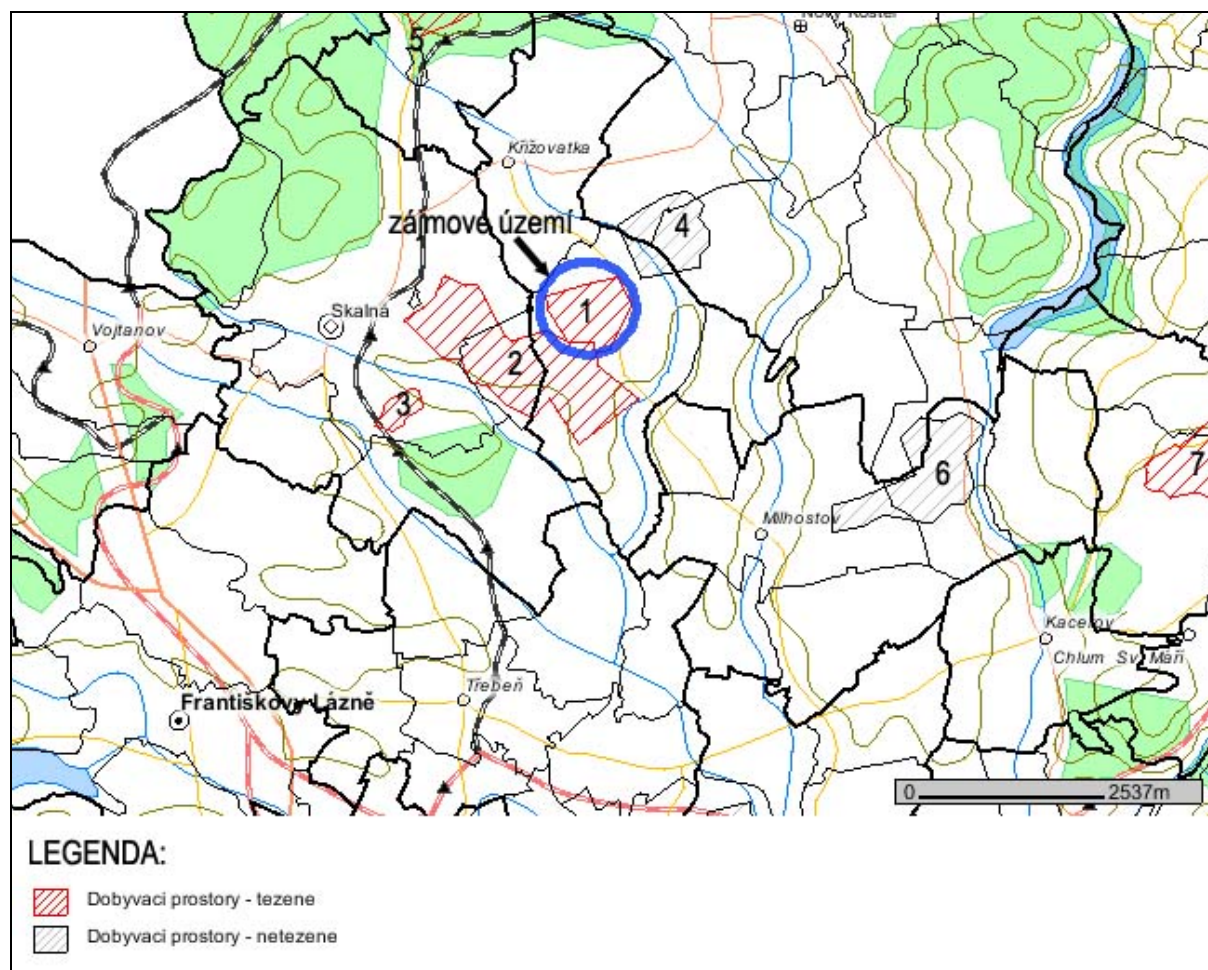 Nový Kostel
5
Křižovatka
zájmové území
4
1
Skalná
Vojtanov
2
3
7
6
Milhostov
Kaceřov
Chlum Sv. Máří
Třebeň
Františkovy Lázně
0 2537m
LEGENDA:
Dobyvaci prostory - tezene
Dobyvaci prostory - netezene